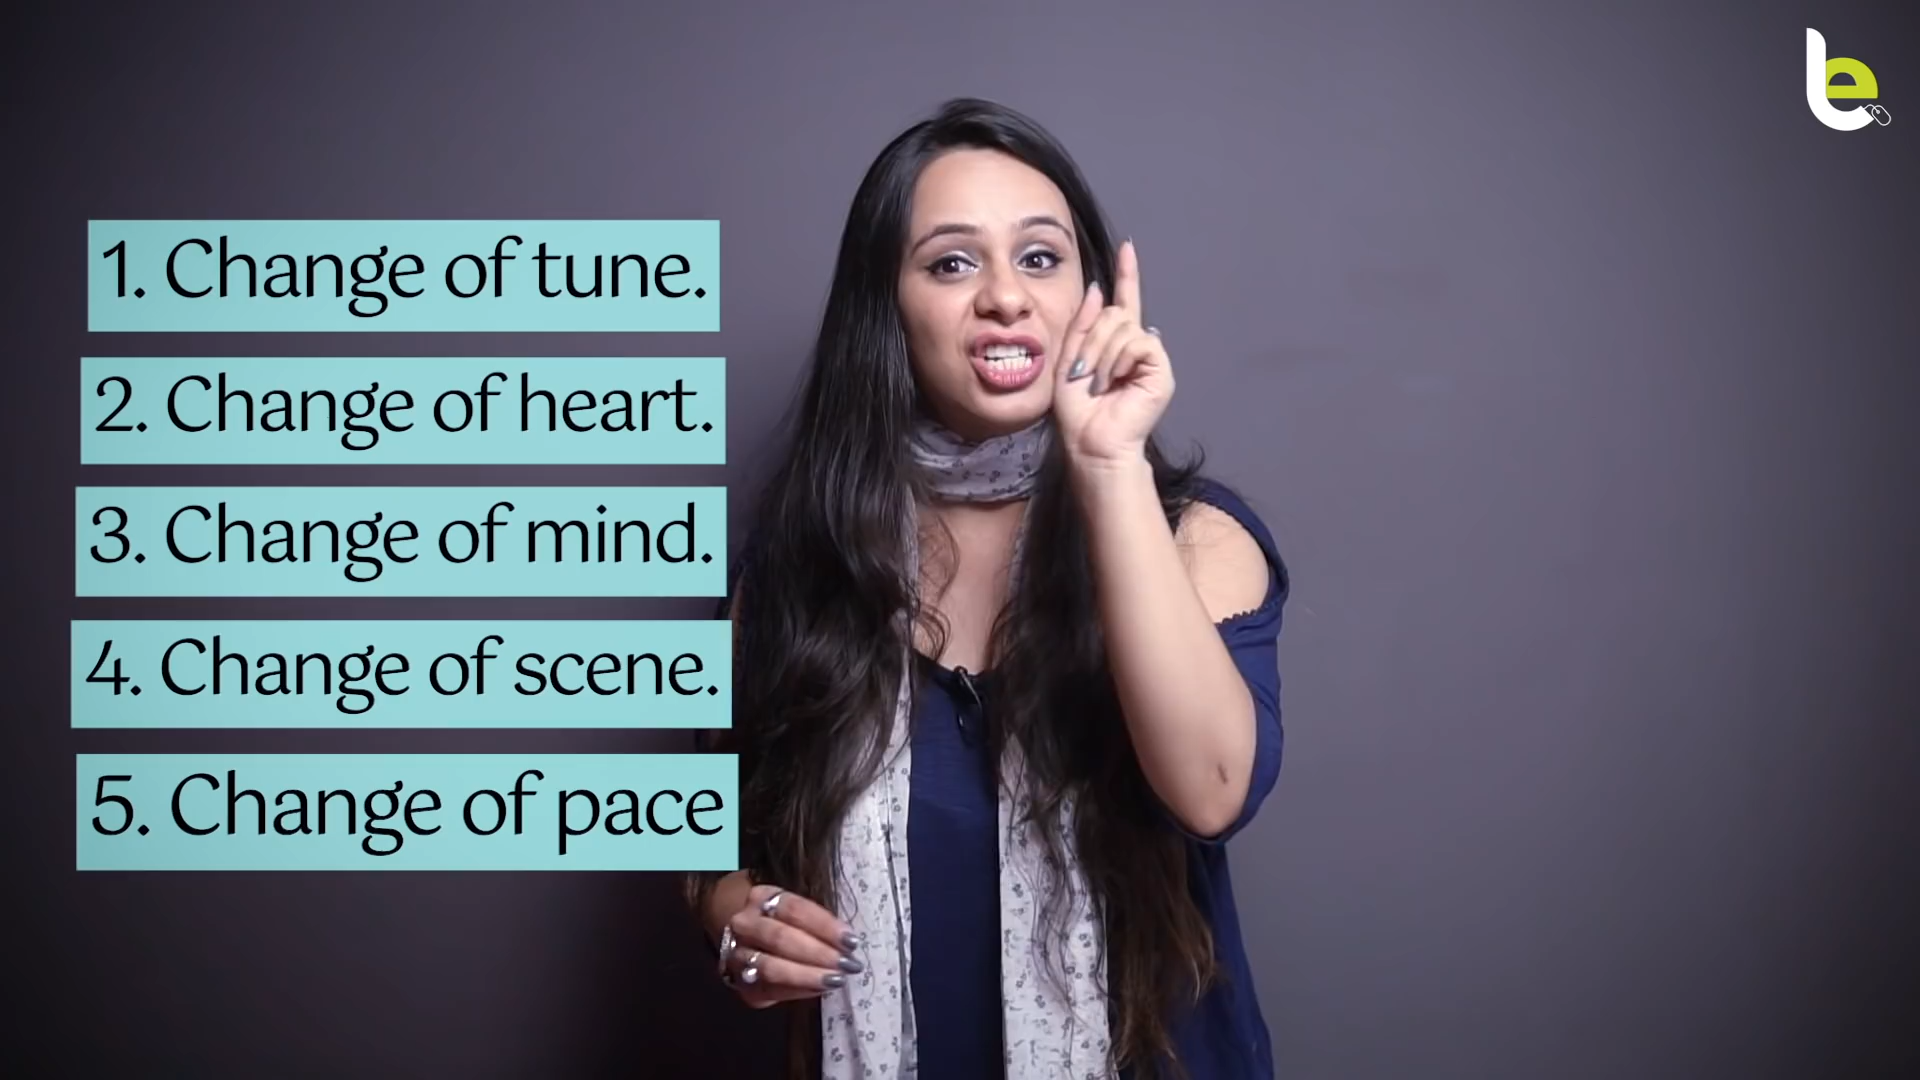 1. Change of tune.
2. Change of heart.
3. Change of mind.
4. Change of scene.
5. Change of pace